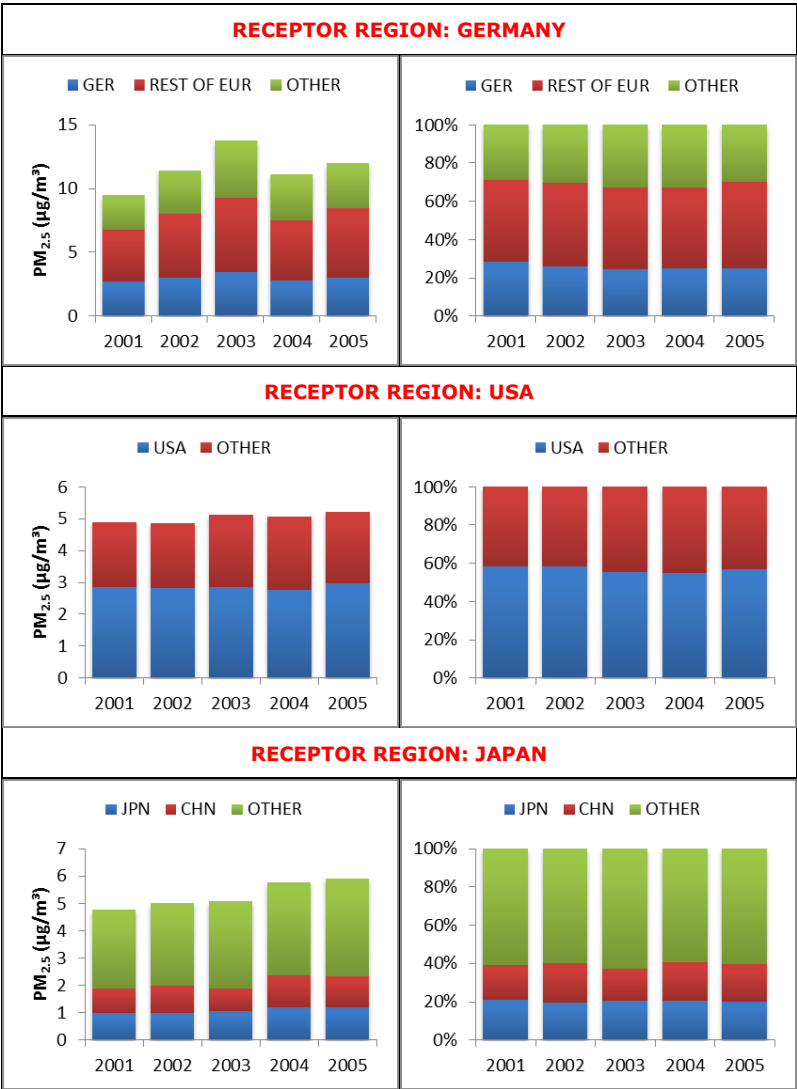 RECEPTOR REGION: GERMANY
GER REST OF EUR OTHER
PM2.5 (µg/m³)
15
10
5
0
2001 2002 2003 2004 2005
GER REST OF EUR OTHER
100%
80%
60%
40%
20%
0%
2001 2002 2003 2004 2005
RECEPTOR REGION: USA
USA OTHER
PM2.5 (µg/m³)
6
5
4
3
2
1
0
2001 2002 2003 2004 2005
USA OTHER
100%
80%
60%
40%
20%
0%
2001 2002 2003 2004 2005
RECEPTOR REGION: JAPAN
JPN CHN OTHER
PM2.5 (µg/m³)
7
6
5
4
3
2
1
0
2001 2002 2003 2004 2005
JPN CHN OTHER
100%
80%
60%
40%
20%
0%
2001 2002 2003 2004 2005